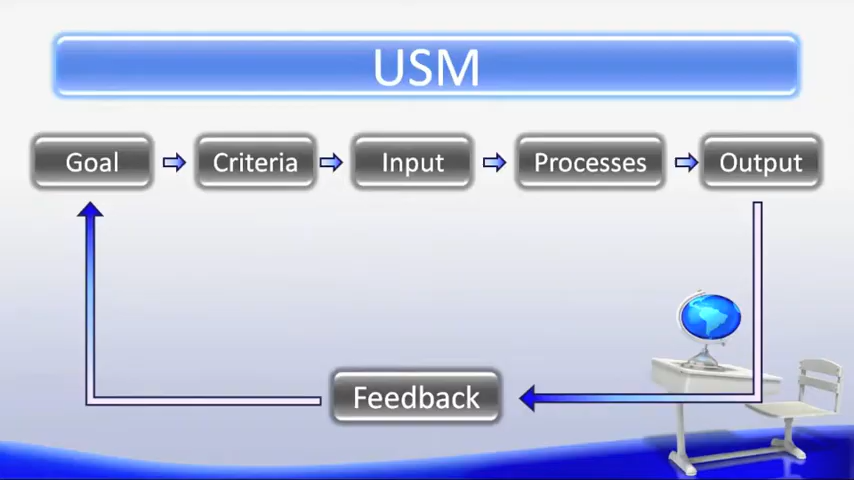 USM
Goal
Criteria
Input
Processes
Output
Feedback